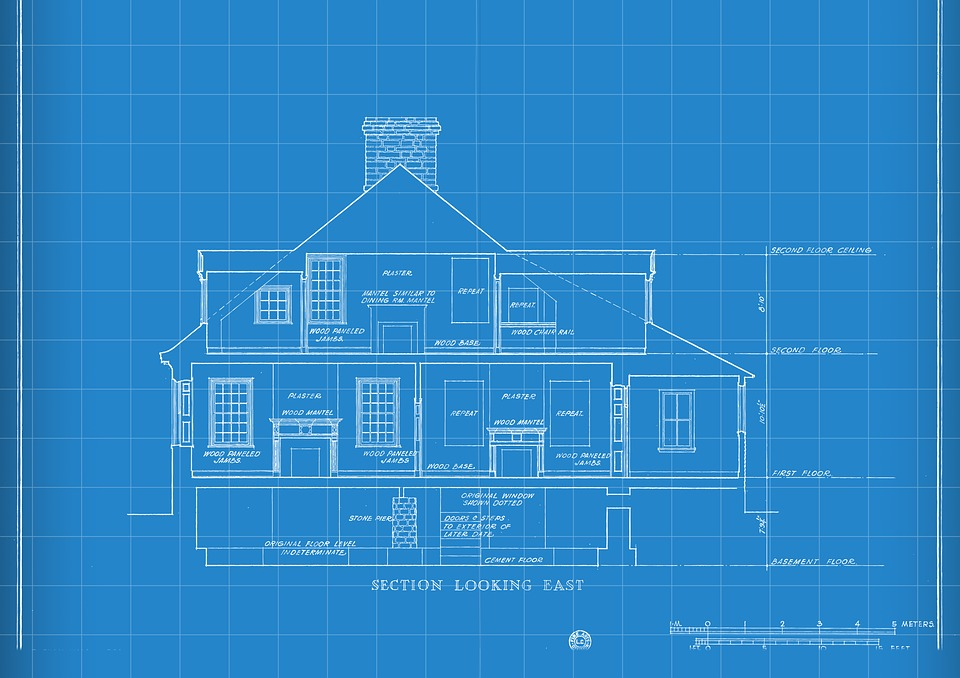 SECOND FLOOR CEILING
PLASTER.
MANTEL SIMILAR TO
DINING RM. MANTEL
REPEAT
REPEAT.
8'-10"
WOOD PANELED
JAMBS.
WOOD BASE.
WOOD CHAIR RAIL
SECOND FLOOR.
PLASTER.
WOOD MANTEL
PLASTER.
WOOD MANTEL
REPEAT
REPEAT.
WOOD PANELED
JAMBS.
WOOD PANELED
JAMBS.
WOOD BASE.
WOOD PANELED
JAMBS.
FIRST FLOOR.
ORIGINAL WINDOW
SHOWN DOTTED
STONE PIER.
DOORS & STEPS
TO EXTERIOR OF
LATER DATE.
ORIGINAL FLOOR LEVEL
INDETERMINATE.
CEMENT FLOOR
BASEMENT FLOOR.
SECTION LOOKING EAST
1 M. 0 1 2 3 4 5 METERS.
0 5 10 15 FEET